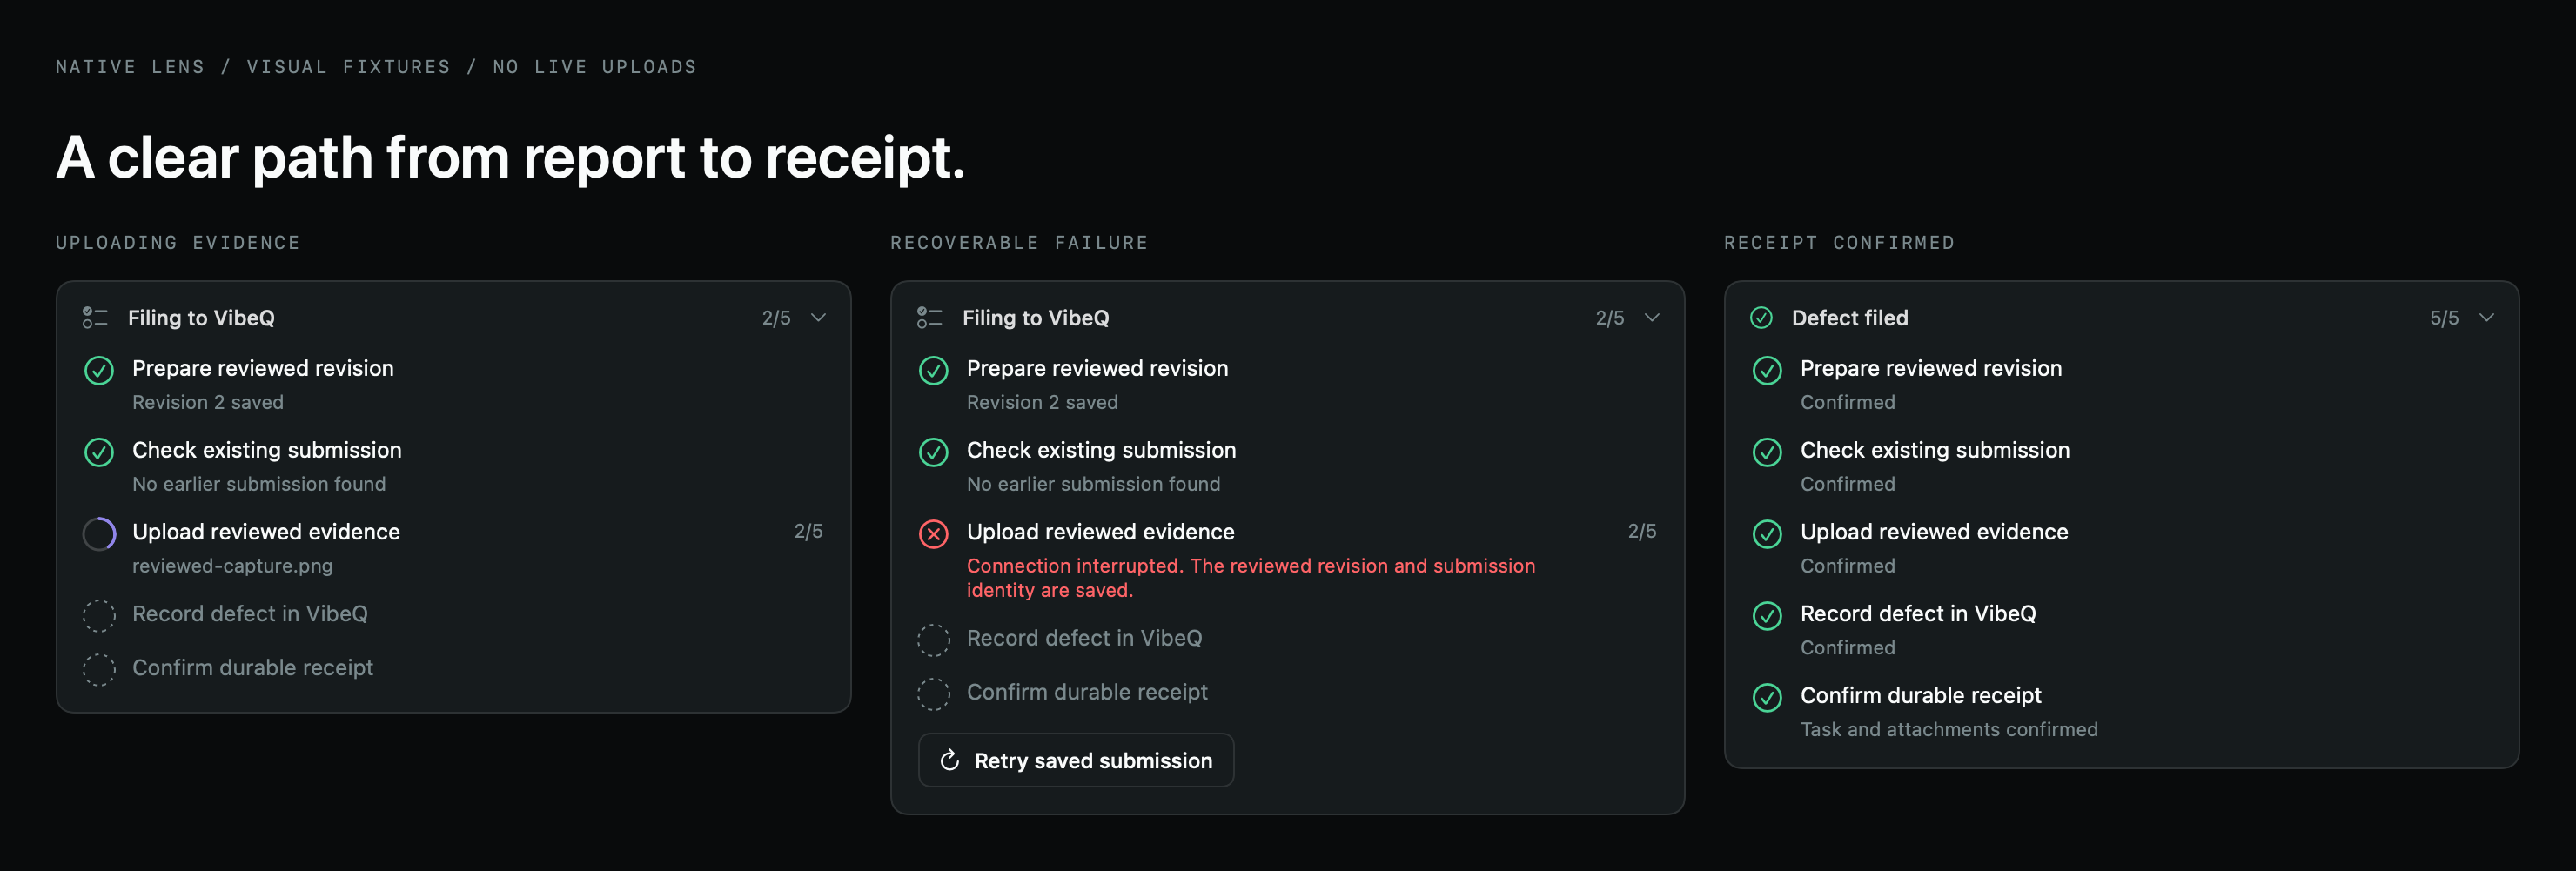 NATIVE LENS / VISUAL FIXTURES / NO LIVE UPLOADS
A clear path from report to receipt.
UPLOADING EVIDENCE
Filing to VibeQ
2/5
Prepare reviewed revision
Revision 2 saved
Check existing submission
No earlier submission found
Upload reviewed evidence
2/5
reviewed-capture.png
Record defect in VibeQ
Confirm durable receipt
RECOVERABLE FAILURE
Filing to VibeQ
2/5
Prepare reviewed revision
Revision 2 saved
Check existing submission
No earlier submission found
Upload reviewed evidence
2/5
Connection interrupted. The reviewed revision and submission
identity are saved.
Record defect in VibeQ
Confirm durable receipt
Retry saved submission
RECEIPT CONFIRMED
Defect filed
5/5
Prepare reviewed revision
Confirmed
Check existing submission
Confirmed
Upload reviewed evidence
Confirmed
Record defect in VibeQ
Confirmed
Confirm durable receipt
Task and attachments confirmed